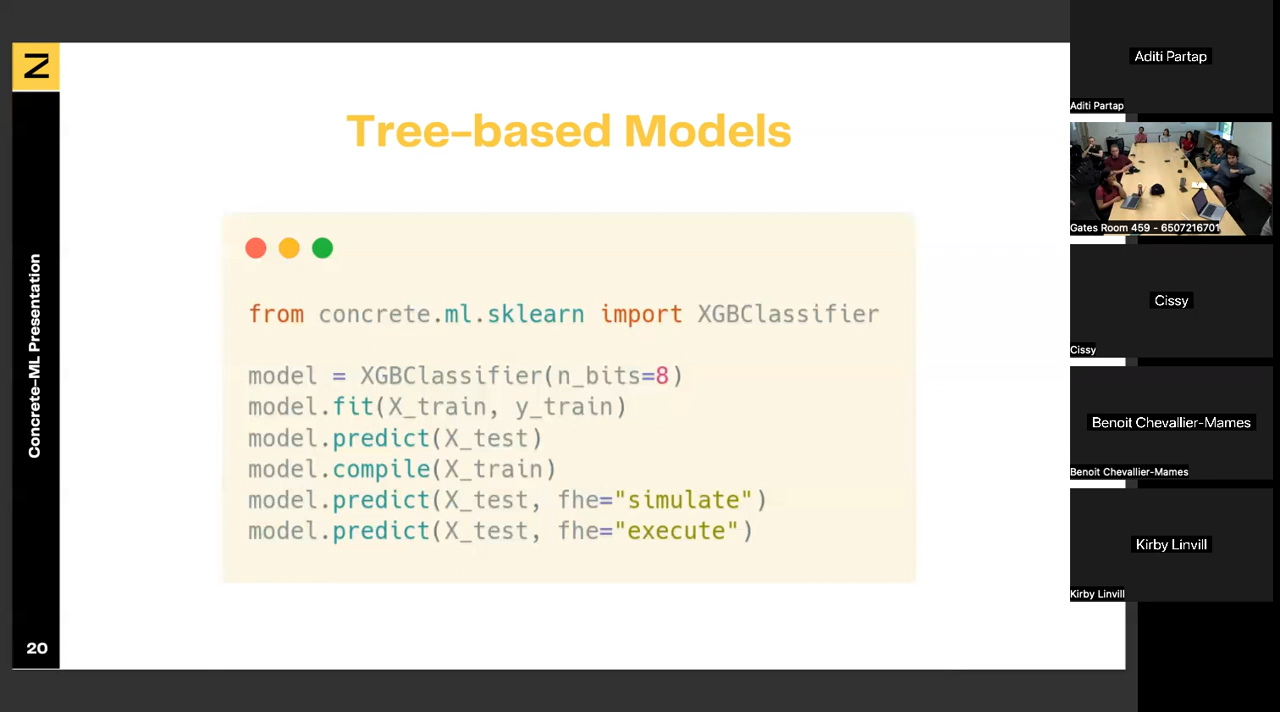 Z
Concrete-ML Presentation
20
Tree-based Models
from concrete.ml.sklearn import XGBClassifier
model = XGBClassifier(n_bits=8)
model.fit(X_train, y_train)
model.predict(X_test)
model.compile(X_train)
model.predict(X_test, fhe="simulate")
model.predict(X_test, fhe="execute")
Aditi Partap
Aditi Partap
Gates Room 459 - 6507216701
Cissy
Cissy
Benoit Chevallier-Mames
Benoit Chevallier-Mames
Kirby Linvill
Kirby Linvill